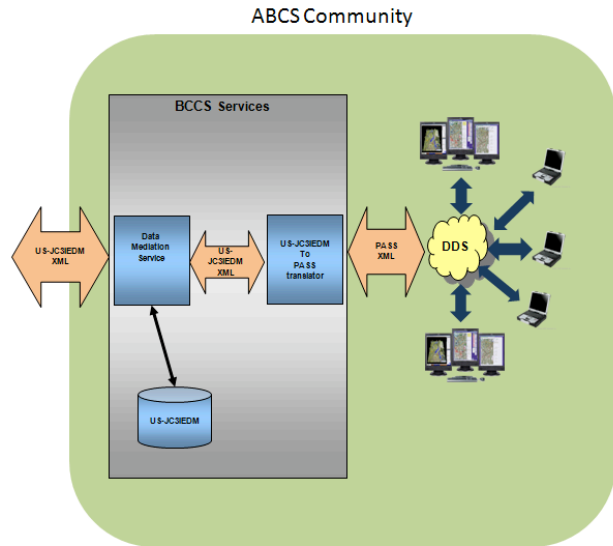 ABCS Community
BCCS Services
US-JC3IEDM
XML
Data
Mediation
Service
US-
JC3IEDM
XML
US-JC3IEDM
To
PASS
translator
PASS
XML
DDS
US-JC3IEDM